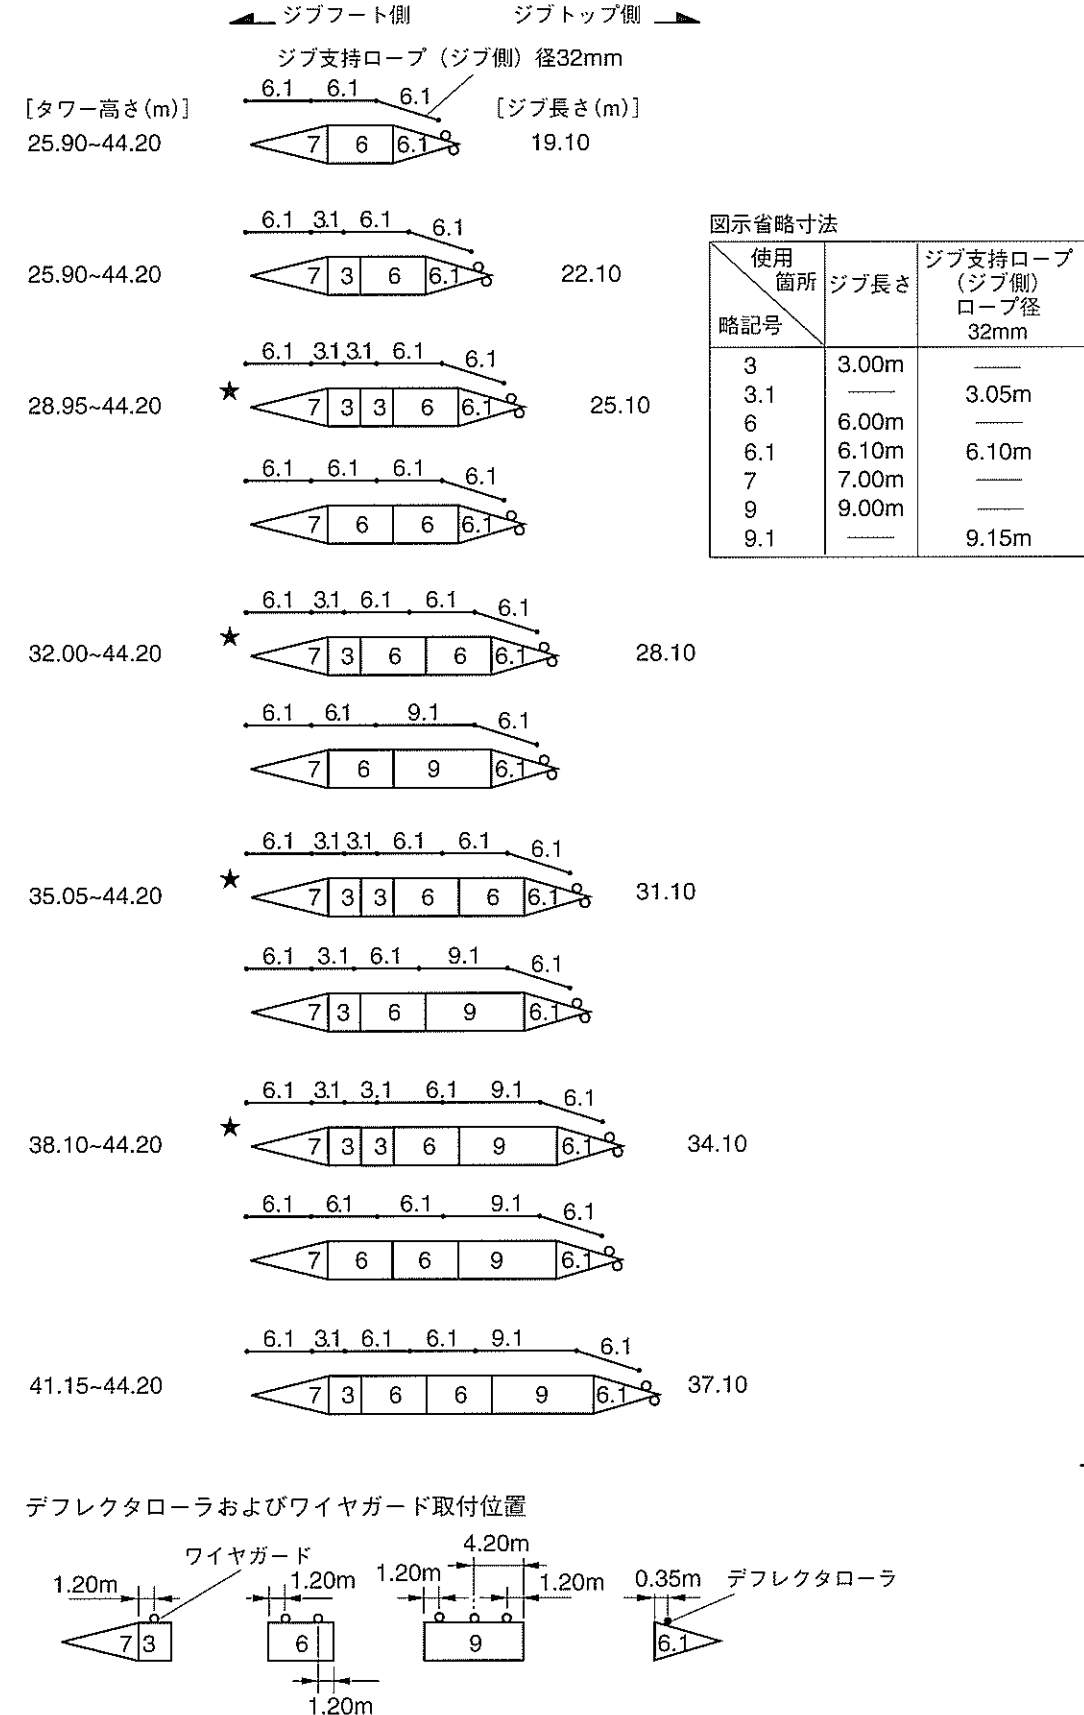 ジブフート側 ジブトップ側
ジブ支持ロープ（ジブ側）径32mm
[タワー高さ(m)] [ジブ長さ(m)]
6.1 6.1 6.1
25.90~44.20 7 6 6.1 19.10
6.1 3.1 6.1 6.1
25.90~44.20 7 3 6 6.1 22.10
6.1 3.1 3.1 6.1 6.1
★
28.95~44.20 7 3 3 6 6.1 25.10
6.1 6.1 6.1 6.1
7 6 6 6.1
6.1 3.1 6.1 6.1 6.1
★
32.00~44.20 7 3 6 6 6.1 28.10
6.1 6.1 9.1 6.1
7 6 9 6.1
6.1 3.1 3.1 6.1 6.1 6.1
★
35.05~44.20 7 3 3 6 6 6.1 31.10
6.1 3.1 6.1 9.1 6.1
7 3 6 9 6.1
6.1 3.1 3.1 6.1 9.1 6.1
★
38.10~44.20 7 3 3 6 9 6.1 34.10
6.1 6.1 6.1 9.1 6.1
7 6 6 9 6.1
6.1 3.1 6.1 6.1 9.1 6.1
41.15~44.20 7 3 6 6 9 6.1 37.10
図示省略寸法
使用箇所 ジブ長さ ジブ支持ロープ
（ジブ側）
ロープ径
略記号 32mm
3 3.00m ——
3.1 —— 3.05m
6 6.00m ——
6.1 6.10m 6.10m
7 7.00m ——
9 9.00m ——
9.1 —— 9.15m
デフレクタローラおよびワイヤガード取付位置
ワイヤガード 4.20m
1.20m 1.20m 1.20m 1.20m 0.35m デフレクタローラ
7 3 6 9 6.1
1.20m